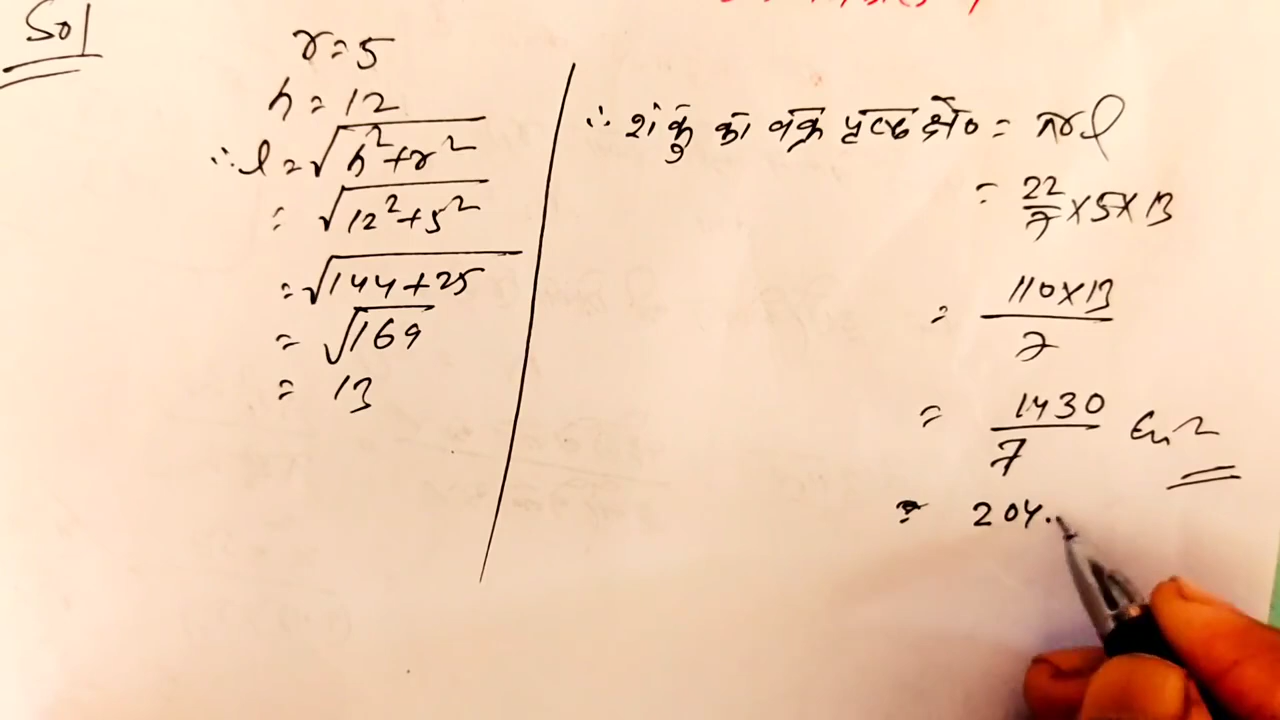 Sol
r=5
h=12
∴ l=√h²+r²
= √12²+5²
=√144+25
= √169
= 13
∴ शंकु का वक्र पृष्ठ क्षे० = πrl
= 22/7 ×5×13
= 110×13/7
= 1430/7 cm²
= 204.